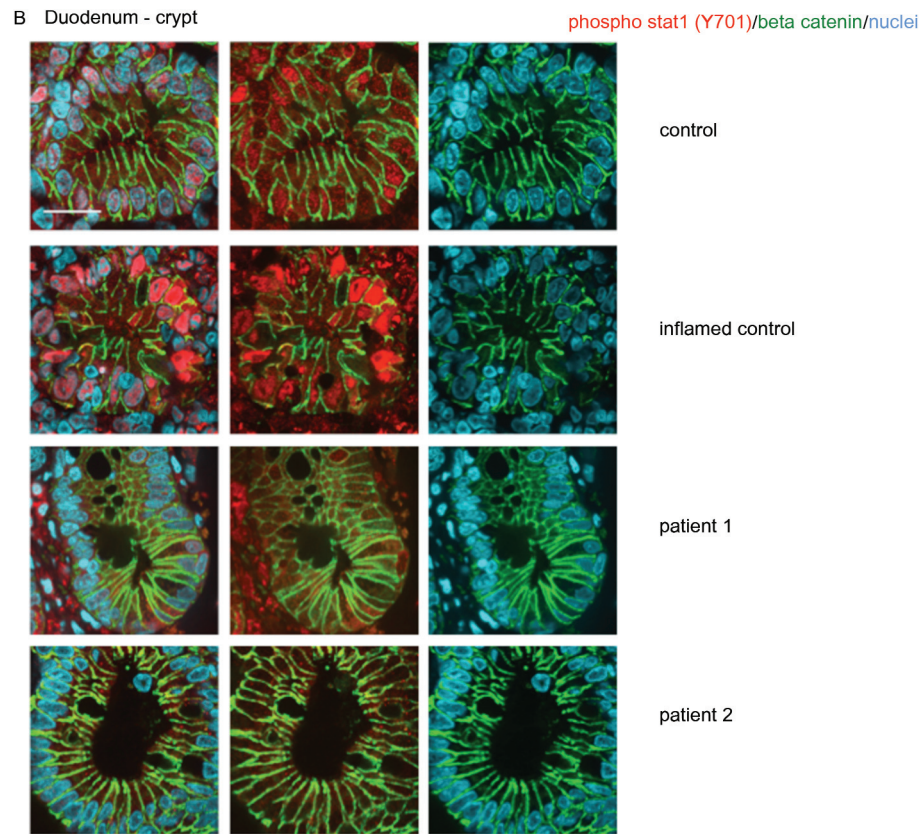 B Duodenum - crypt
phospho stat1 (Y701)/beta catenin/nuclei
control
inflamed control
patient 1
patient 2